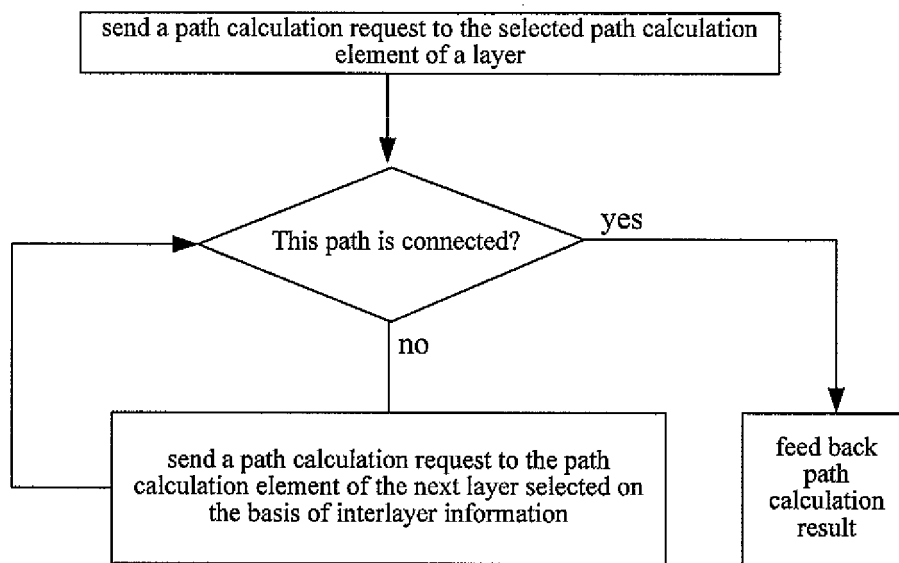 send a path calculation request to the selected path calculation
element of a layer
This path is connected?
yes
no
send a path calculation request to the path
calculation element of the next layer selected on
the basis of interlayer information
feed back
path
calculation
result